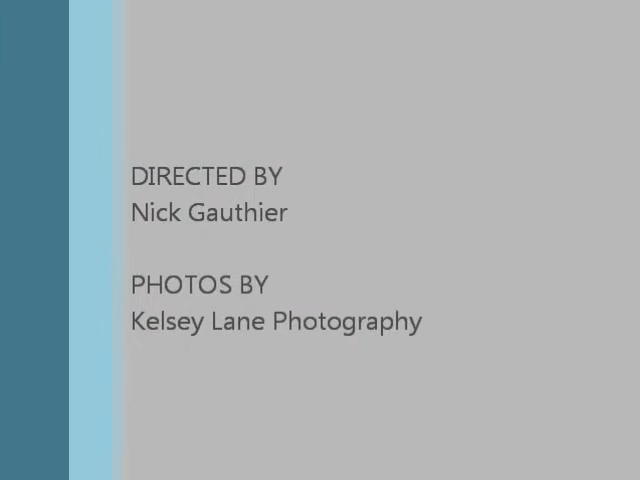 DIRECTED BY
Nick Gauthier
PHOTOS BY
Kelsey Lane Photography